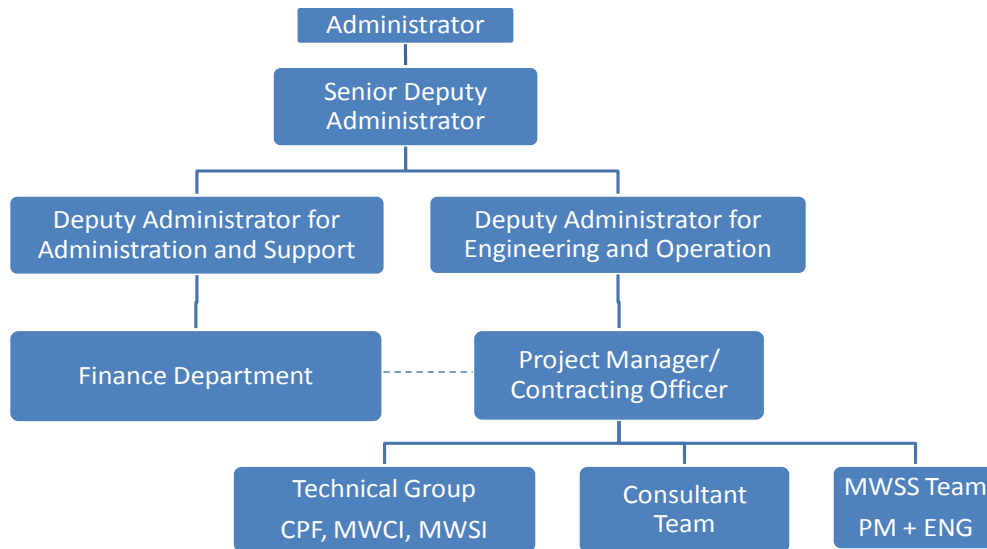 Administrator
Senior Deputy
Administrator
Deputy Administrator for
Administration and Support
Deputy Administrator for
Engineering and Operation
Finance Department
Project Manager/
Contracting Officer
Technical Group
CPF, MWCI, MWSI
Consultant
Team
MWSS Team
PM + ENG